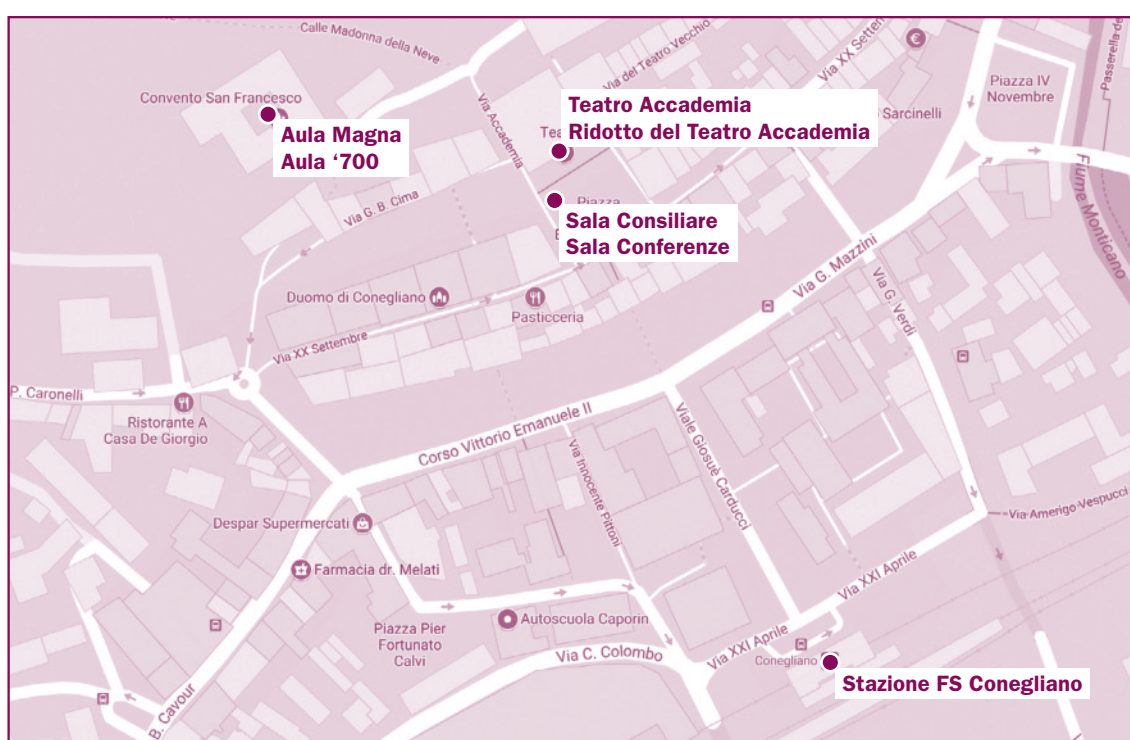 Calle Madonna della Neve
Convento San Francesco
Aula Magna
Aula ‘700
Via Accademia
Via del Teatro Vecchio
Via XX Settem
Teatro Accademia
Ridotto del Teatro Accademia
Sarcinelli
Piazza IV
Novembre
Passerella de
Fiume Monticano
Via G. B. Cima
Piazza
Sala Consiliare
Sala Conferenze
Duomo di Conegliano
Pasticceria
Via G. Mazzini
Via G. Verdi
Via XX Settembre
P. Caronelli
Ristorante A
Casa De Giorgio
Corso Vittorio Emanuele II
Via Innocente Pittoni
Viale Giosuè Carducci
Despar Supermercati
Farmacia dr. Melati
Via Amerigo Vespucci
Via XXI Aprile
Autoscuola Caporin
Piazza Pier
Fortunato
Calvi
Via C. Colombo
Via XXI Aprile
Conegliano
Stazione FS Conegliano
B. Cavour